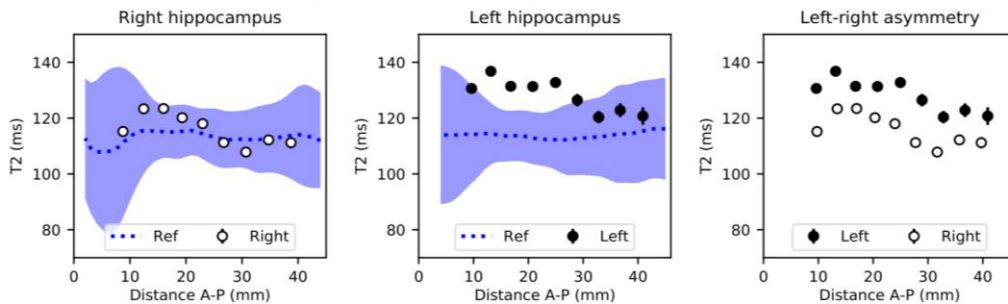 Right hippocampus
140
120
100
80
T2 (ms)
Ref Right
0 10 20 30 40
Distance A-P (mm)
Left hippocampus
140
120
100
80
T2 (ms)
Ref Left
0 10 20 30 40
Distance A-P (mm)
Left-right asymmetry
140
120
100
80
T2 (ms)
Left Right
0 10 20 30 40
Distance A-P (mm)